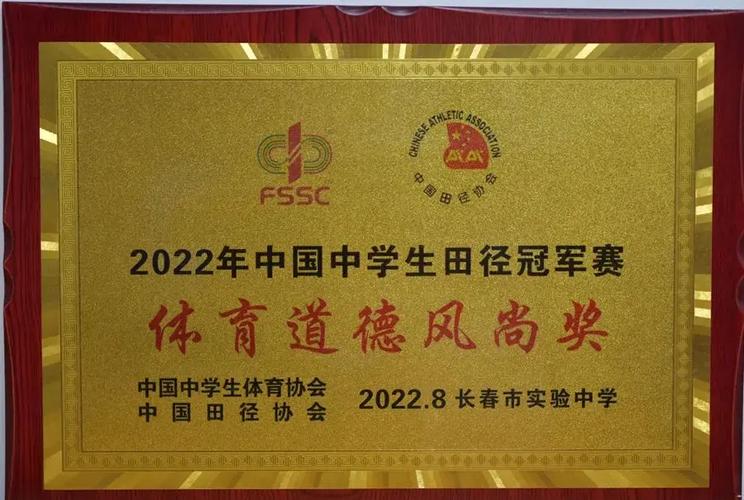 FSSC
CHINESE ATHLETIC ASSOCIATION
中国田径协会
2022年中国中学生田径冠军赛
体育道德风尚奖
中国中学生体育协会
中国田径协会
2022.8 长春市实验中学